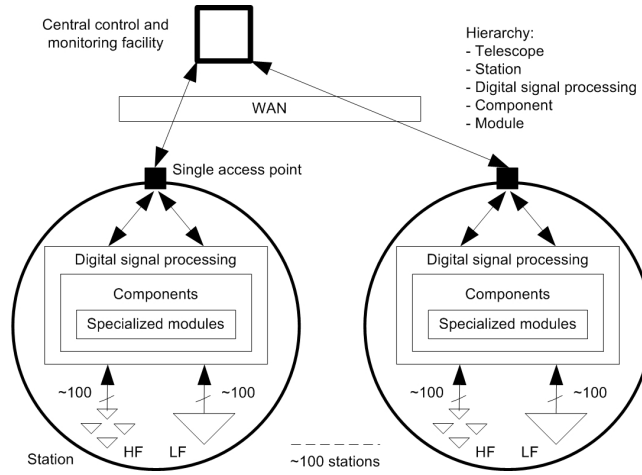 Central control and
monitoring facility
Hierarchy:
- Telescope
- Station
- Digital signal processing
- Component
- Module
WAN
Single access point
Digital signal processing
Components
Specialized modules
~100
~100
HF
LF
Station
Digital signal processing
Components
Specialized modules
~100
~100
HF
LF
~100 stations